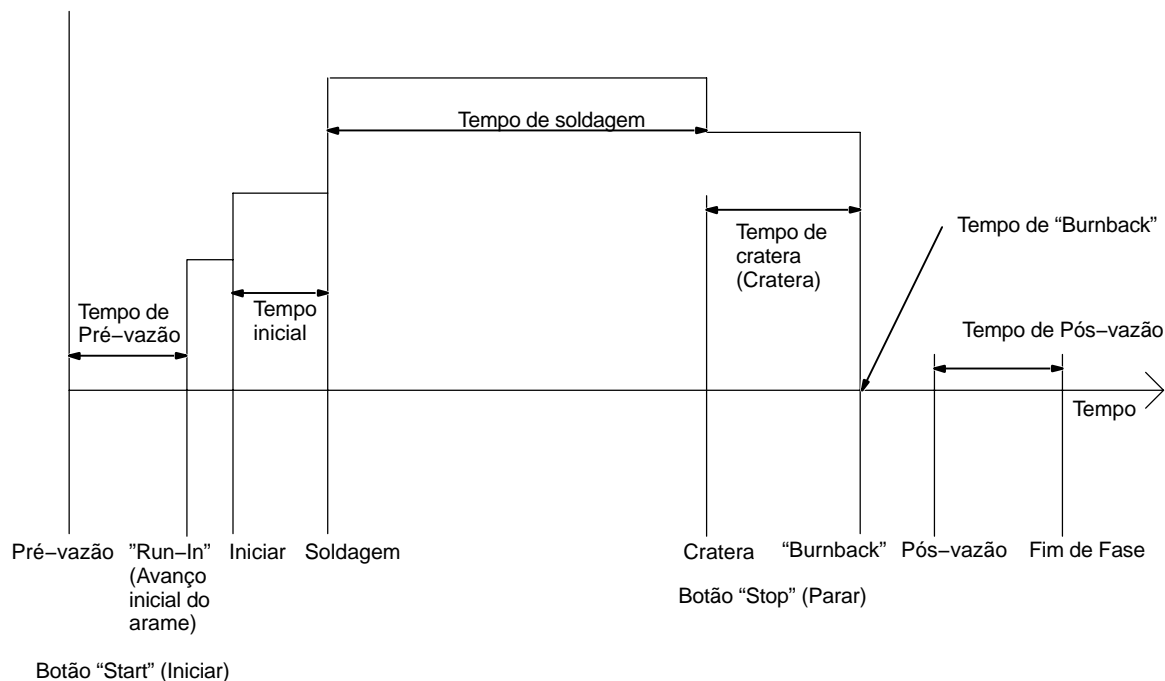 Tempo de soldagem
Tempo de
cratera
(Cratera)
Tempo de “Burnback”
Tempo de
Pré−vazão
Tempo
inicial
Tempo de Pós−vazão
Tempo
Pré−vazão
”Run−In”
(Avanço
inicial do
arame)
Iniciar
Soldagem
Cratera
“Burnback”
Pós−vazão
Fim de Fase
Botão “Stop” (Parar)
Botão “Start” (Iniciar)